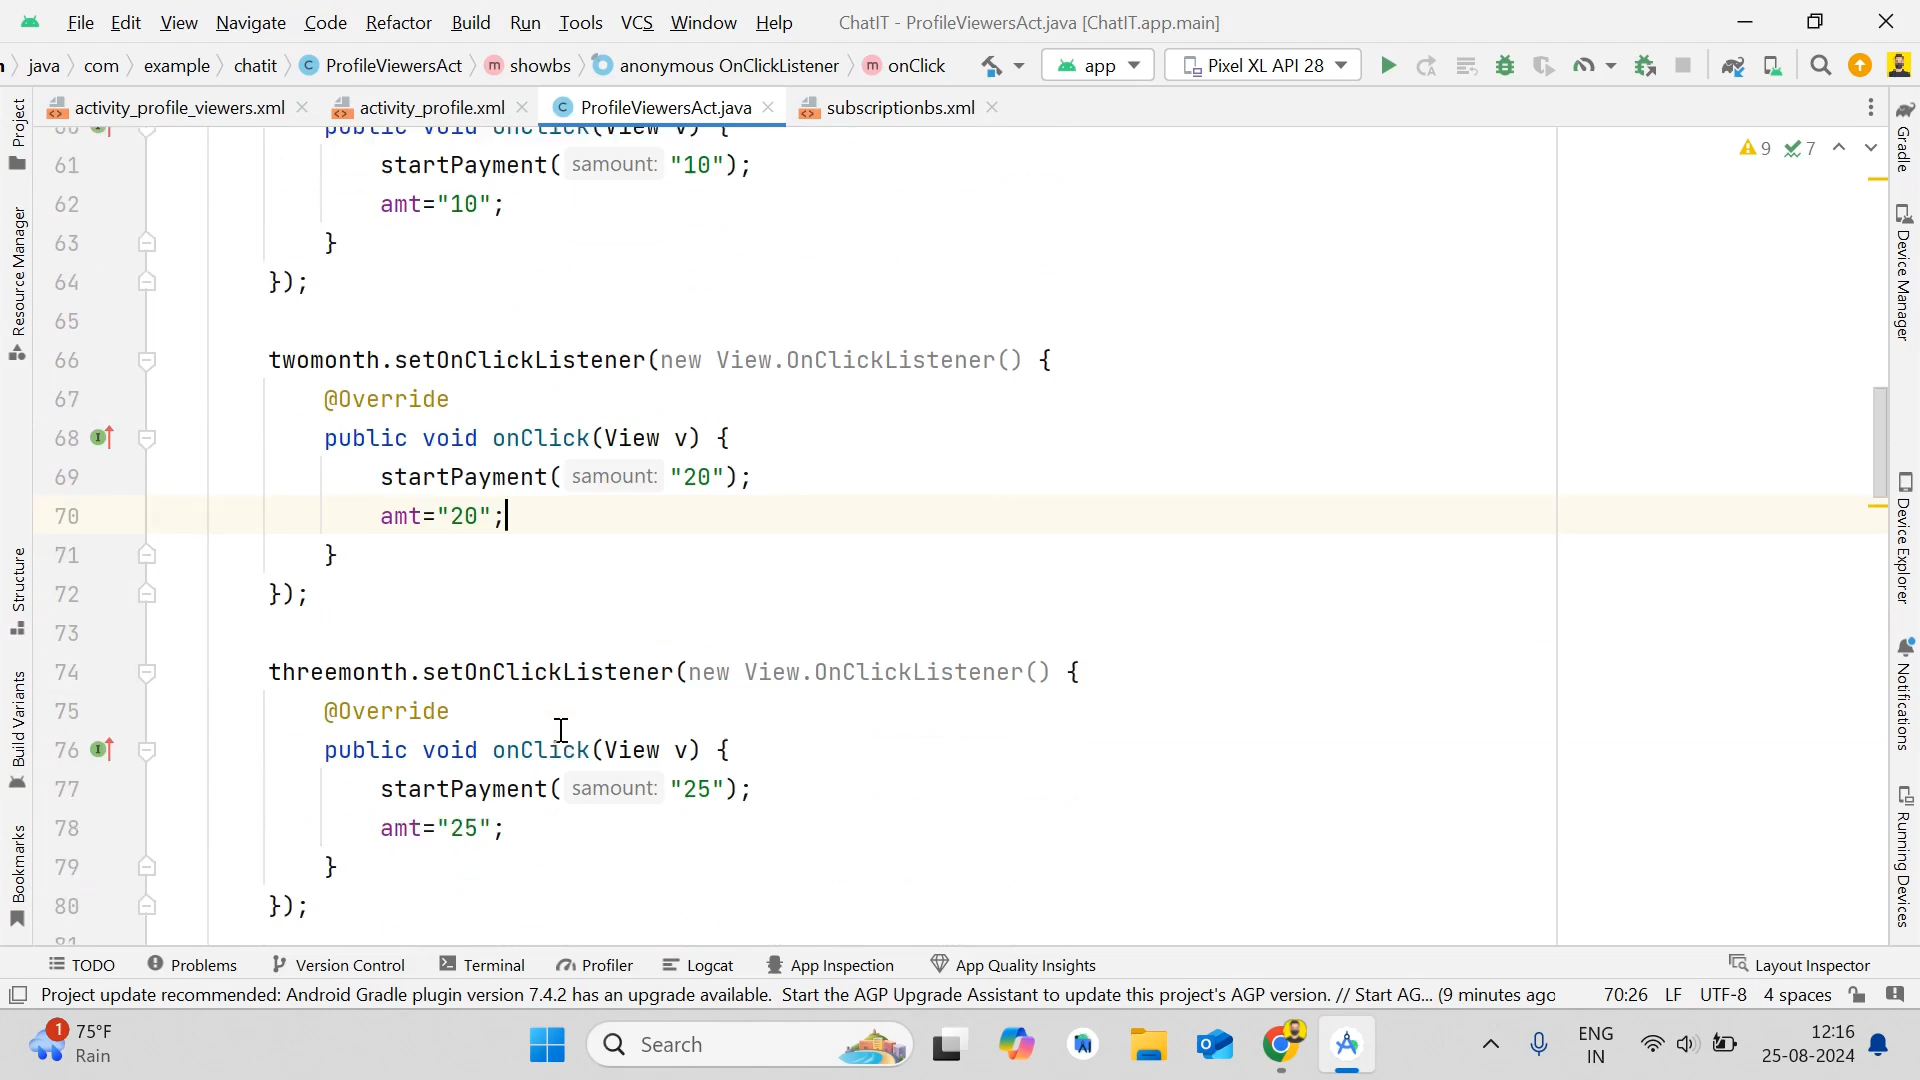 File Edit View Navigate Code Refactor Build Run Tools VCS Window Help ChatIT - ProfileViewersAct.java [ChatIT.app.main]
java com example chatit ProfileViewersAct showbs anonymous OnClickListener onClick app Pixel XL API 28
activity_profile_viewers.xml activity_profile.xml ProfileViewersAct.java subscriptionbs.xml
60 public void onClick(View v) {
9 7
61 startPayment( samount: "10");
62 amt="10";
63 }
64 });
65
66 twomonth.setOnClickListener(new View.OnClickListener() {
67 @Override
68 public void onClick(View v) {
69 startPayment( samount: "20");
70 amt="20";
71 }
72 });
73
74 threemonth.setOnClickListener(new View.OnClickListener() {
75 @Override
76 public void onClick(View v) {
77 startPayment( samount: "25");
78 amt="25";
79 }
80 });
81
Project
Resource Manager
Structure
Build Variants
Bookmarks
Gradle
Device Manager
Device Explorer
Notifications
Running Devices
TODO Problems Version Control Terminal Profiler Logcat App Inspection App Quality Insights Layout Inspector
Project update recommended: Android Gradle plugin version 7.4.2 has an upgrade available. Start the AGP Upgrade Assistant to update this project's AGP version. // Start AG... (9 minutes ago 70:26 LF UTF-8 4 spaces
1 75°F
Rain
Search
ENG
IN
12:16
25-08-2024